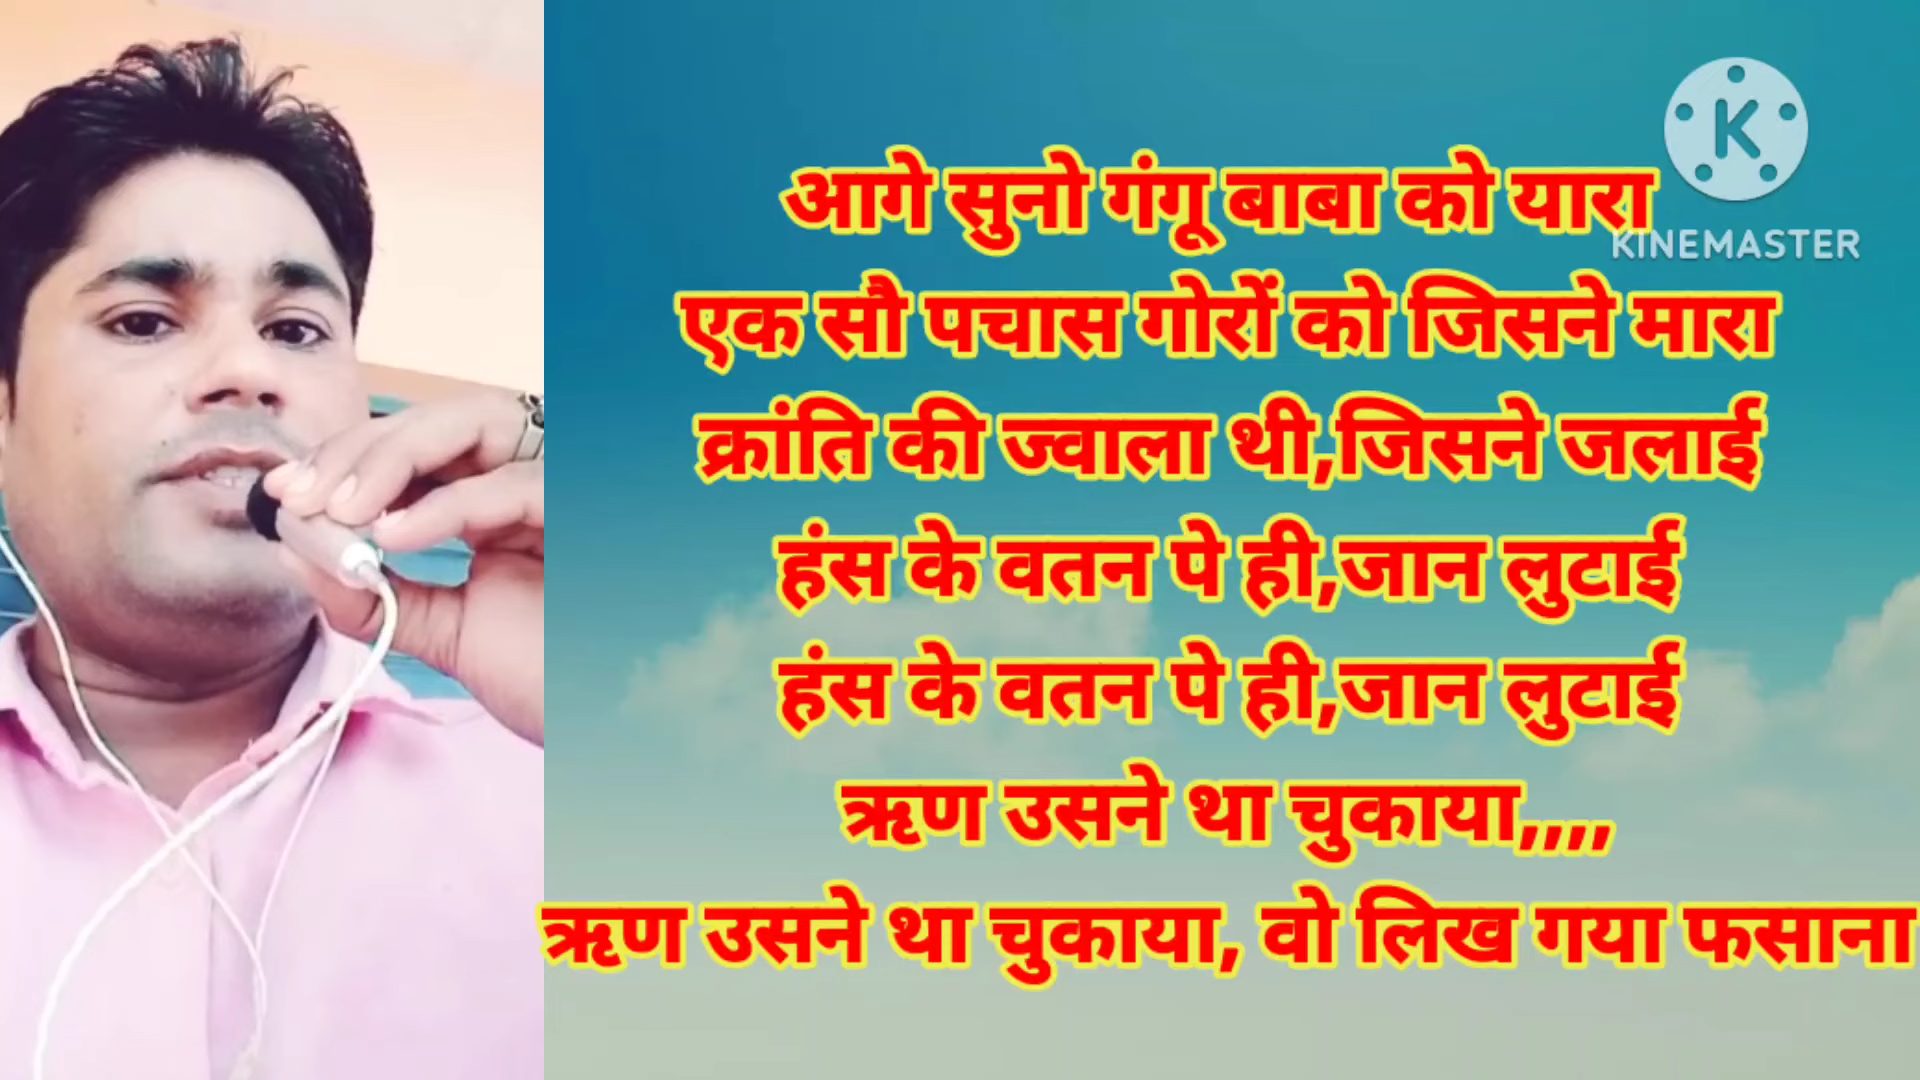 आगे सुनो गंगू बाबा को यारा
एक सौ पचास गोरों को जिसने मारा
क्रांति की ज्वाला थी,जिसने जलाई
हंस के वतन पे ही,जान लुटाई
हंस के वतन पे ही,जान लुटाई
ऋण उसने था चुकाया,,,,
ऋण उसने था चुकाया, वो लिख गया फसाना
K
KINEMASTER